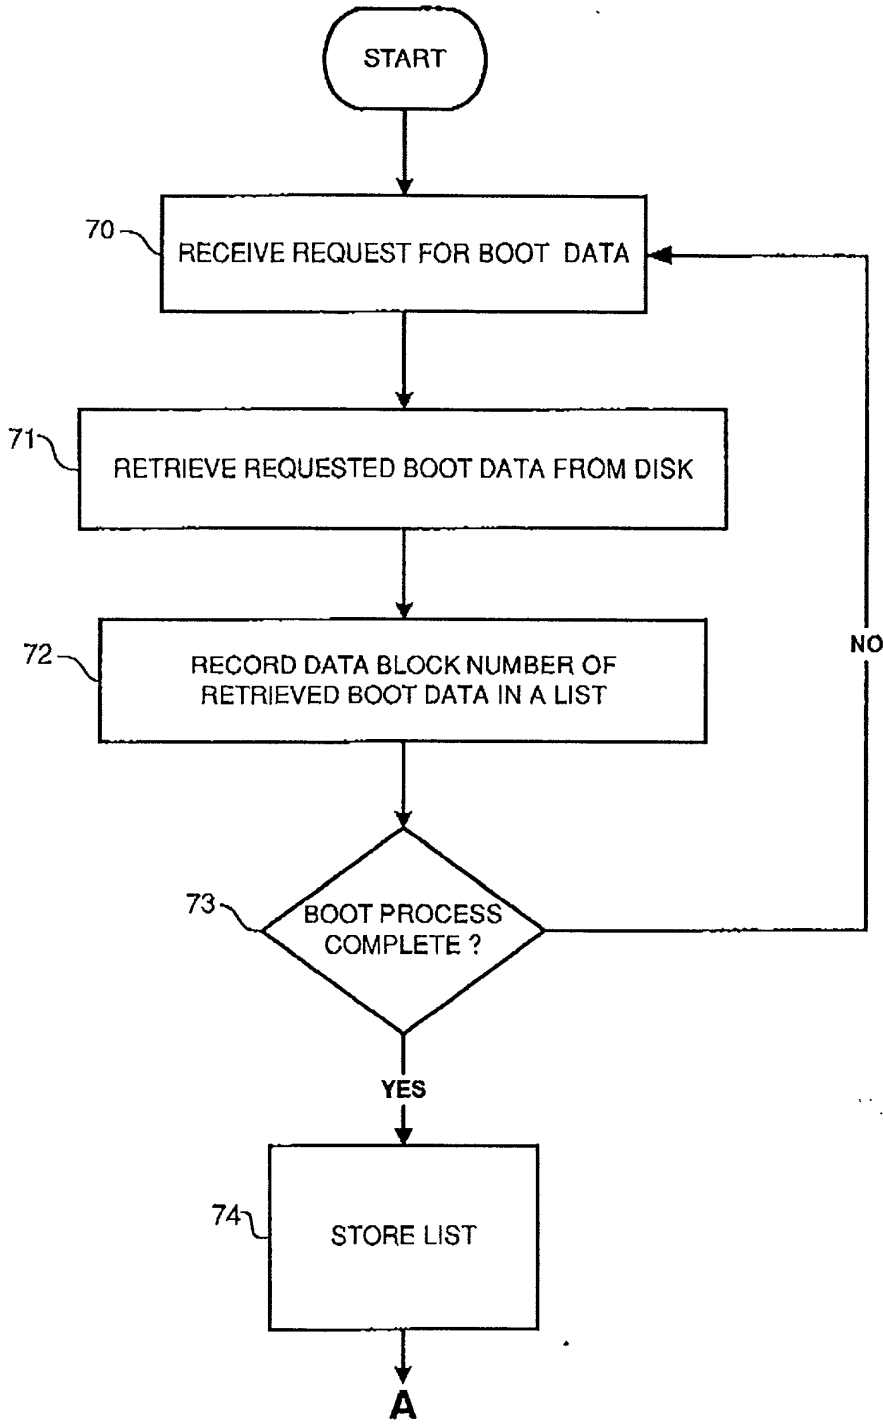 START
70
RECEIVE REQUEST FOR BOOT DATA
71
RETRIEVE REQUESTED BOOT DATA FROM DISK
72
RECORD DATA BLOCK NUMBER OF
RETRIEVED BOOT DATA IN A LIST
NO
73
BOOT PROCESS
COMPLETE ?
YES
74
STORE LIST
A